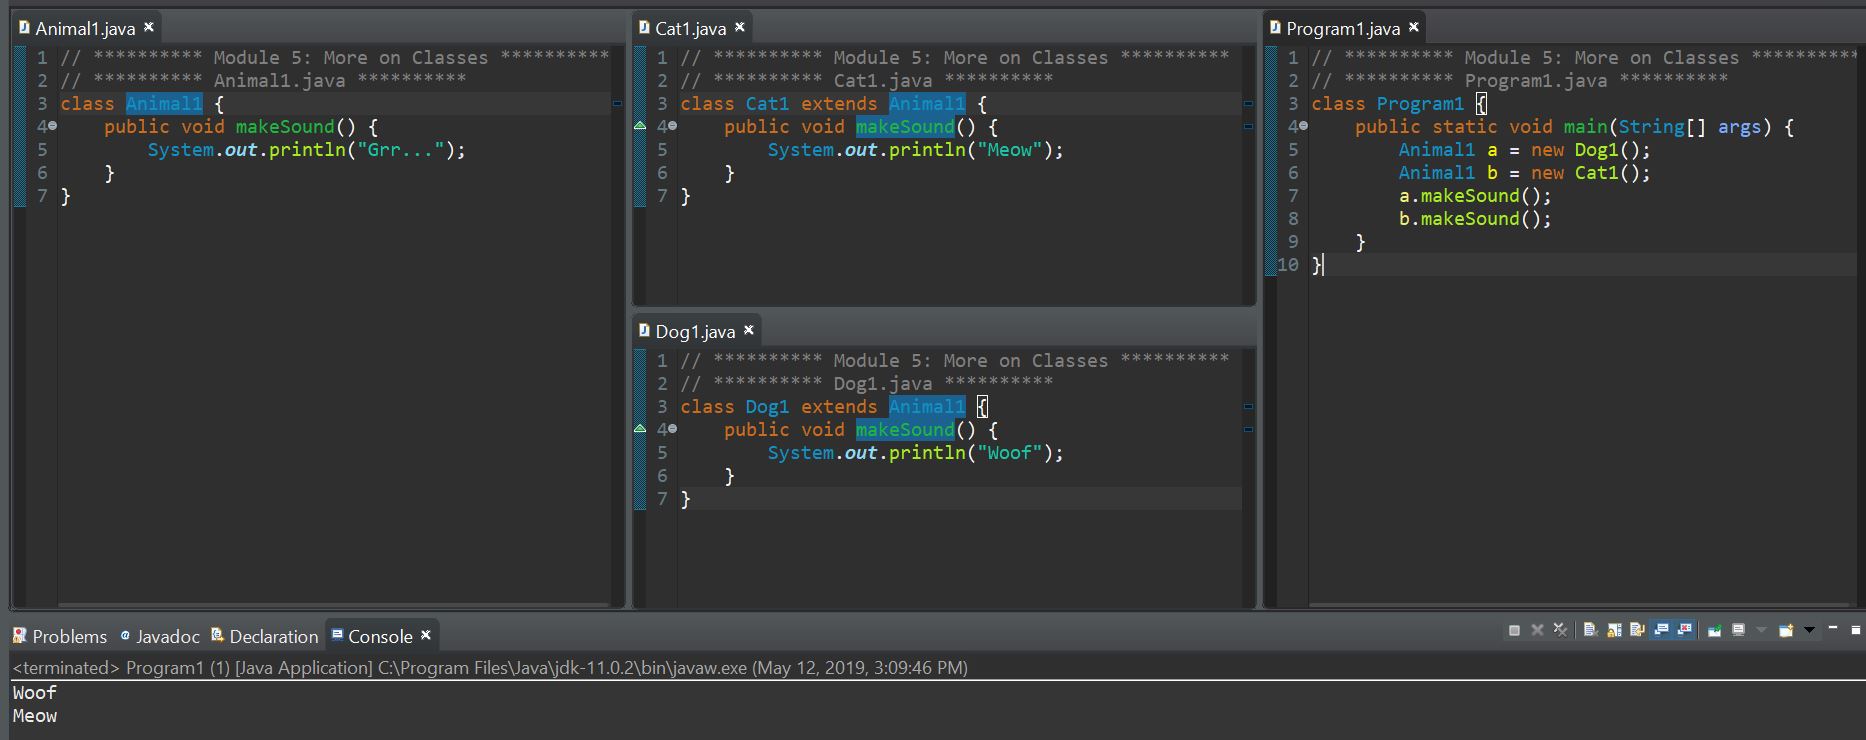 Animal1.java
1 // ********** Module 5: More on Classes **********
2 // ********** Animal1.java **********
3 class Animal1 {
4     public void makeSound() {
5         System.out.println("Grr...");
6     }
7 }
Cat1.java
1 // ********** Module 5: More on Classes **********
2 // ********** Cat1.java **********
3 class Cat1 extends Animal1 {
4     public void makeSound() {
5         System.out.println("Meow");
6     }
7 }
Dog1.java
1 // ********** Module 5: More on Classes **********
2 // ********** Dog1.java **********
3 class Dog1 extends Animal1 {
4     public void makeSound() {
5         System.out.println("Woof");
6     }
7 }
Program1.java
1 // ********** Module 5: More on Classes **********
2 // ********** Program1.java **********
3 class Program1 {
4     public static void main(String[] args) {
5         Animal1 a = new Dog1();
6         Animal1 b = new Cat1();
7         a.makeSound();
8         b.makeSound();
9     }
10 }
Problems @ Javadoc Declaration Console
<terminated> Program1 (1) [Java Application] C:\Program Files\Java\jdk-11.0.2\bin\javaw.exe (May 12, 2019, 3:09:46 PM)
Woof
Meow